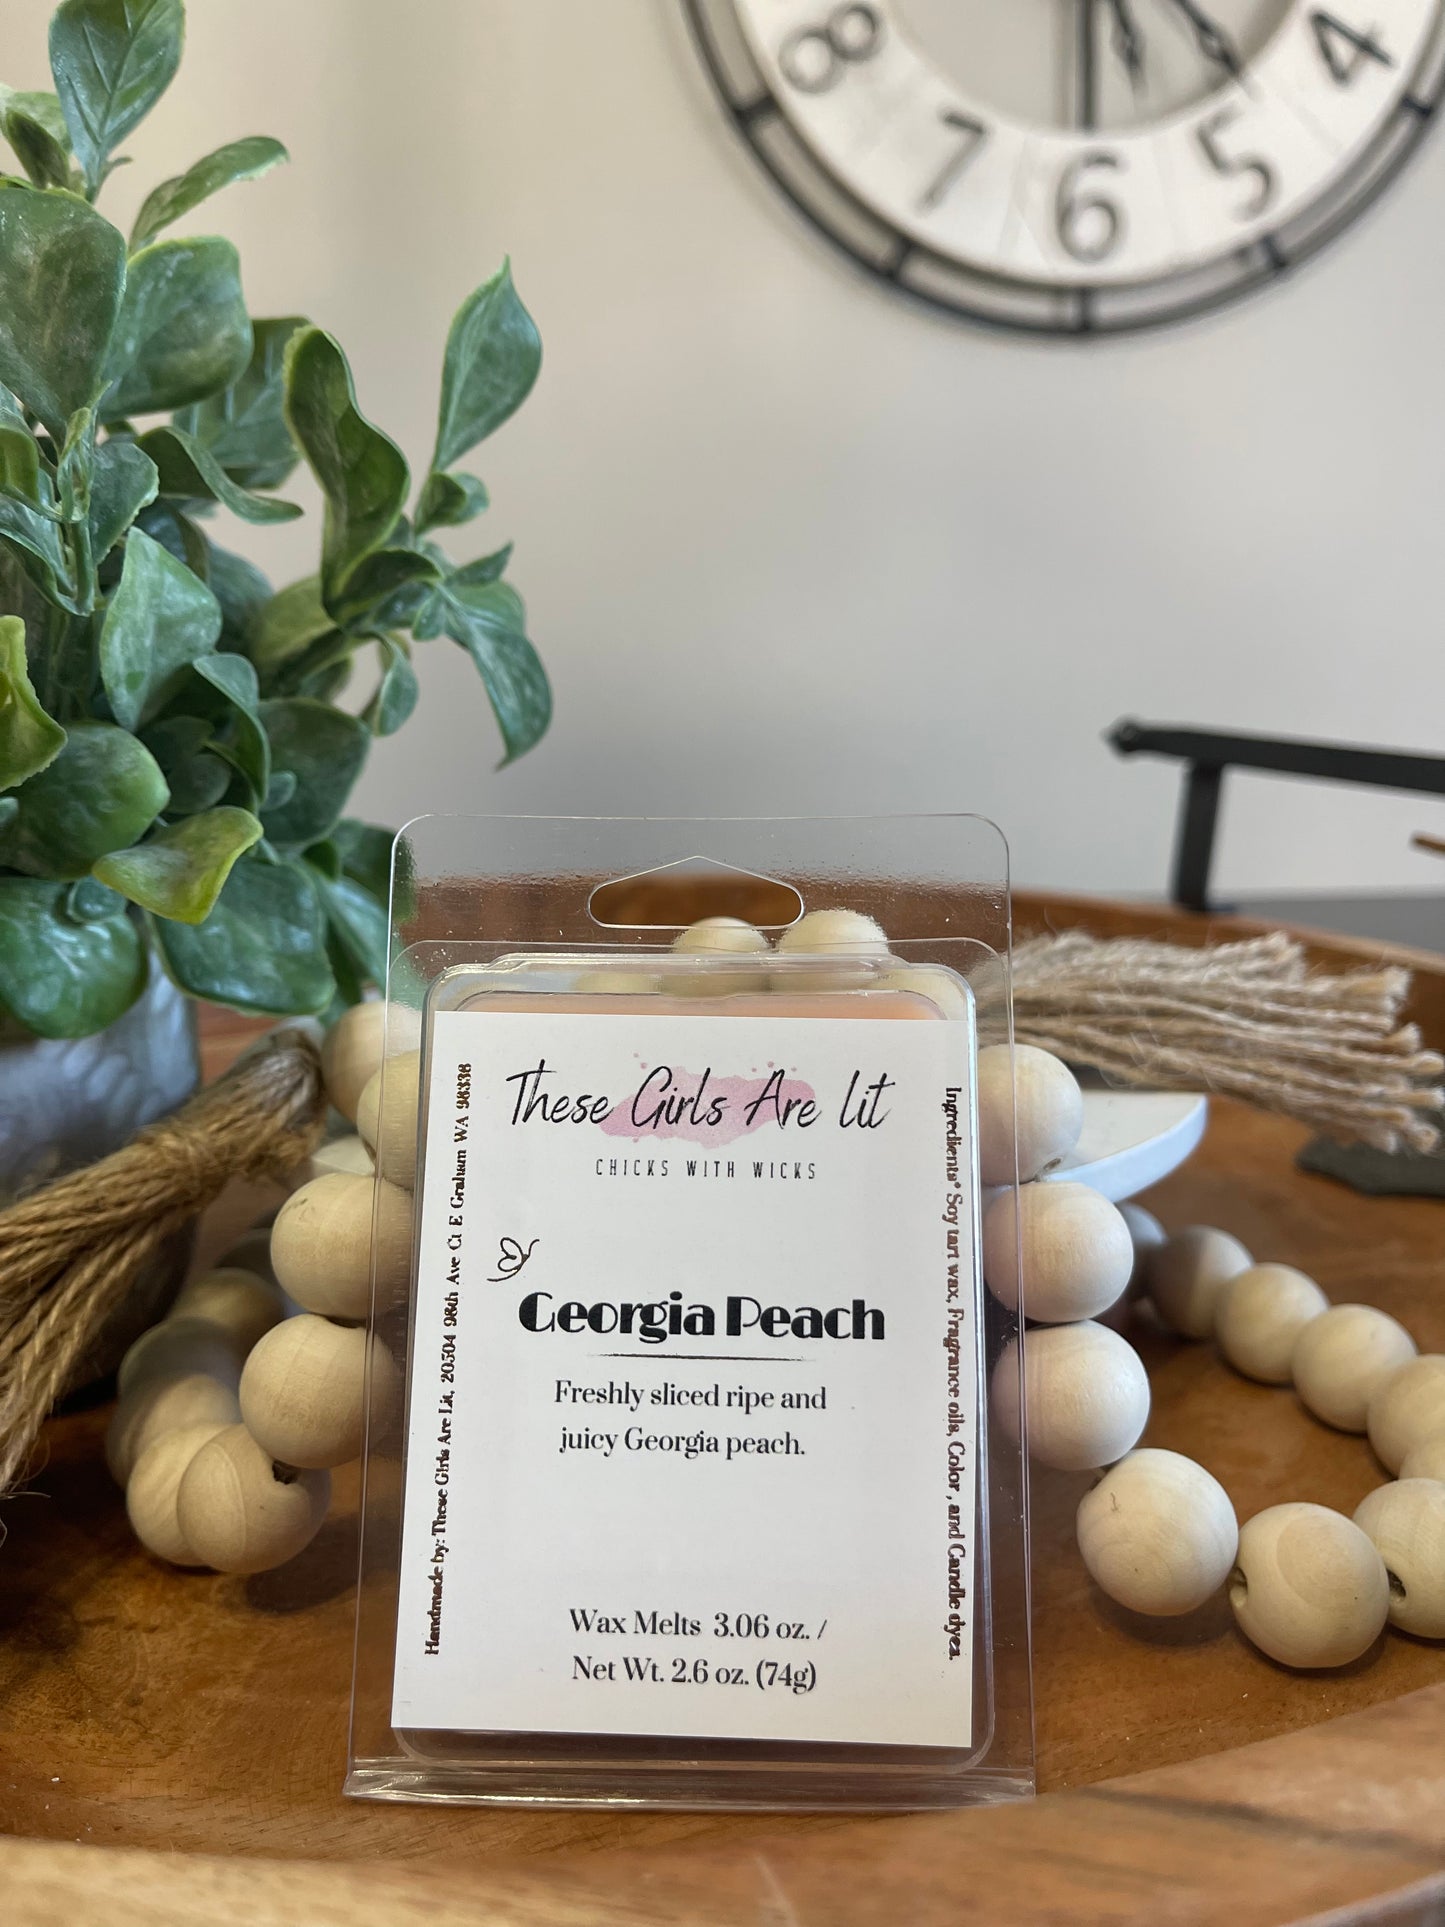 8
7
6
5
4
These Girls Are Lit
CHICKS WITH WICKS
Georgia Peach
Freshly sliced ripe and
juicy Georgia peach.
Wax Melts 3.06 oz. /
Net Wt. 2.6 oz. (74g)
Handmade by: These Girls Are Lit, 20504 98th Ave Ct E Graham WA 98338
Ingredients* Soy tart wax, Fragrance oils, Color , and Candle dyes.